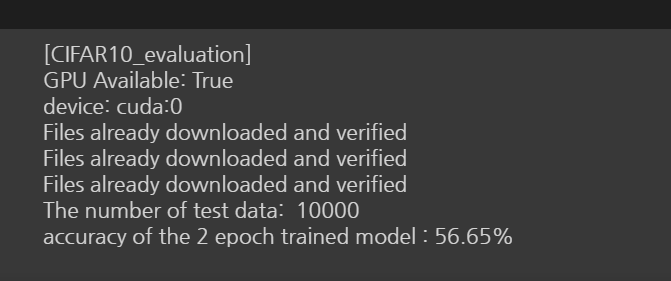 [CIFAR10_evaluation]
GPU Available: True
device: cuda:0
Files already downloaded and verified
Files already downloaded and verified
Files already downloaded and verified
The number of test data:  10000
accuracy of the 2 epoch trained model : 56.65%